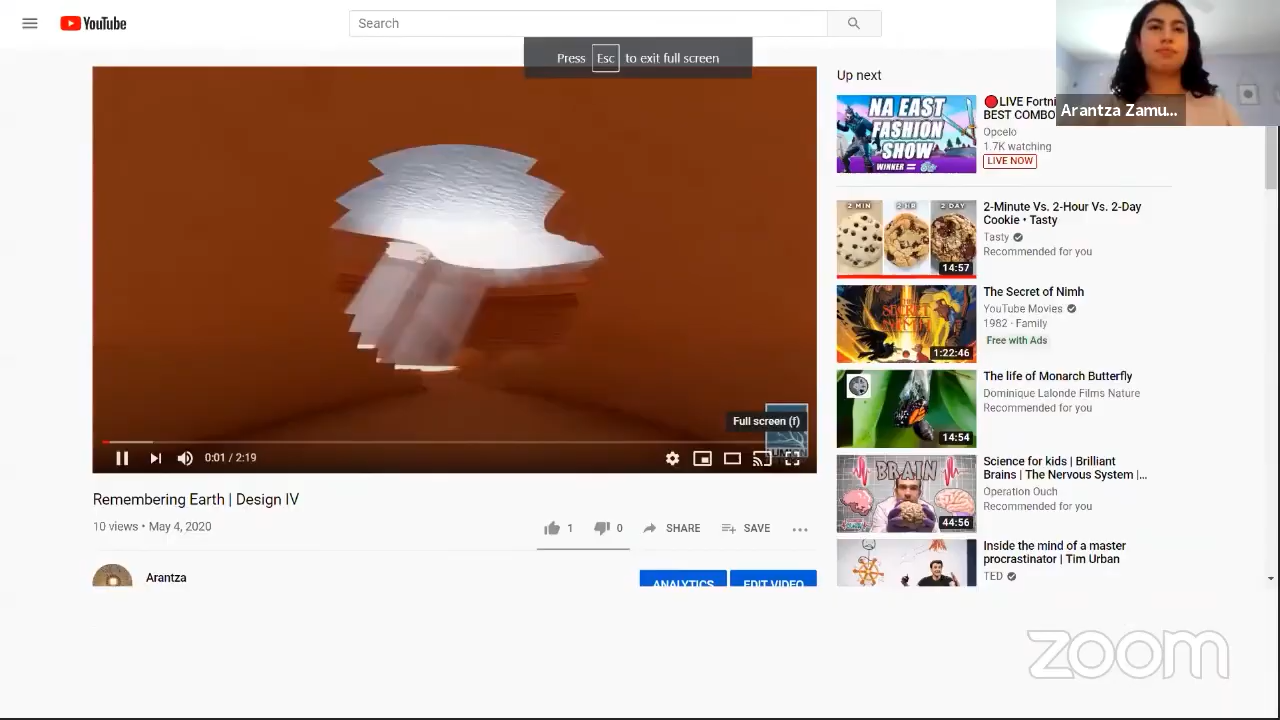 YouTube
Search
Press Esc to exit full screen
Arantza Zamu...
Up next
NA EAST
FASHION
SHOW
WINNER =
LIVE Fortni
BEST COMBO
Opcelo
1.7K watching
LIVE NOW
2 MIN 2-HR 2 DAY
14:57
2-Minute Vs. 2-Hour Vs. 2-Day
Cookie • Tasty
Tasty
Recommended for you
1:22:46
The Secret of Nimh
YouTube Movies
1982 · Family
Free with Ads
14:54
The life of Monarch Butterfly
Dominique Lalonde Films Nature
Recommended for you
BRAIN
44:56
Science for kids | Brilliant
Brains | The Nervous System |...
Operation Ouch
Recommended for you
Inside the mind of a master
procrastinator | Tim Urban
TED
Full screen (f)
0:01 / 2:19
Remembering Earth | Design IV
10 views • May 4, 2020
1 0 SHARE SAVE
Arantza
ANALYTICS EDIT VIDEO
zoom